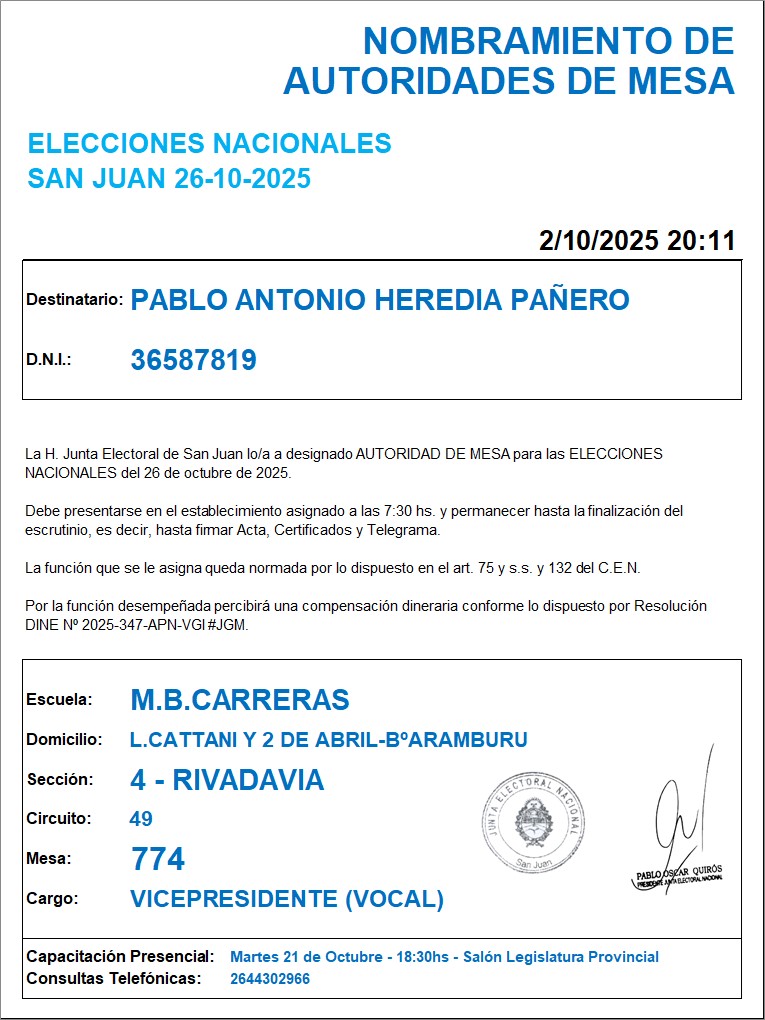 NOMBRAMIENTO DE
AUTORIDADES DE MESA
ELECCIONES NACIONALES
SAN JUAN 26-10-2025
2/10/2025 20:11
Destinatario: PABLO ANTONIO HEREDIA PAÑERO
D.N.I.: 36587819
La H. Junta Electoral de San Juan lo/a a designado AUTORIDAD DE MESA para las ELECCIONES
NACIONALES del 26 de octubre de 2025.
Debe presentarse en el establecimiento asignado a las 7:30 hs. y permanecer hasta la finalización del
escrutinio, es decir, hasta firmar Acta, Certificados y Telegrama.
La función que se le asigna queda normada por lo dispuesto en el art. 75 y s.s. y 132 del C.E.N.
Por la función desempeñada percibirá una compensación dineraria conforme lo dispuesto por Resolución
DINE Nº 2025-347-APN-VGI#JGM.
Escuela: M.B.CARRERAS
Domicilio: L.CATTANI Y 2 DE ABRIL-BºARAMBURU
Sección: 4 - RIVADAVIA
Circuito: 49
Mesa: 774
Cargo: VICEPRESIDENTE (VOCAL)
JUNTA ELECTORAL NACIONAL
San Juan
PABLO OSCAR QUIRÓS
PRESIDENTE JUNTA ELECTORAL NACIONAL
Capacitación Presencial: Martes 21 de Octubre - 18:30hs - Salón Legislatura Provincial
Consultas Telefónicas: 2644302966